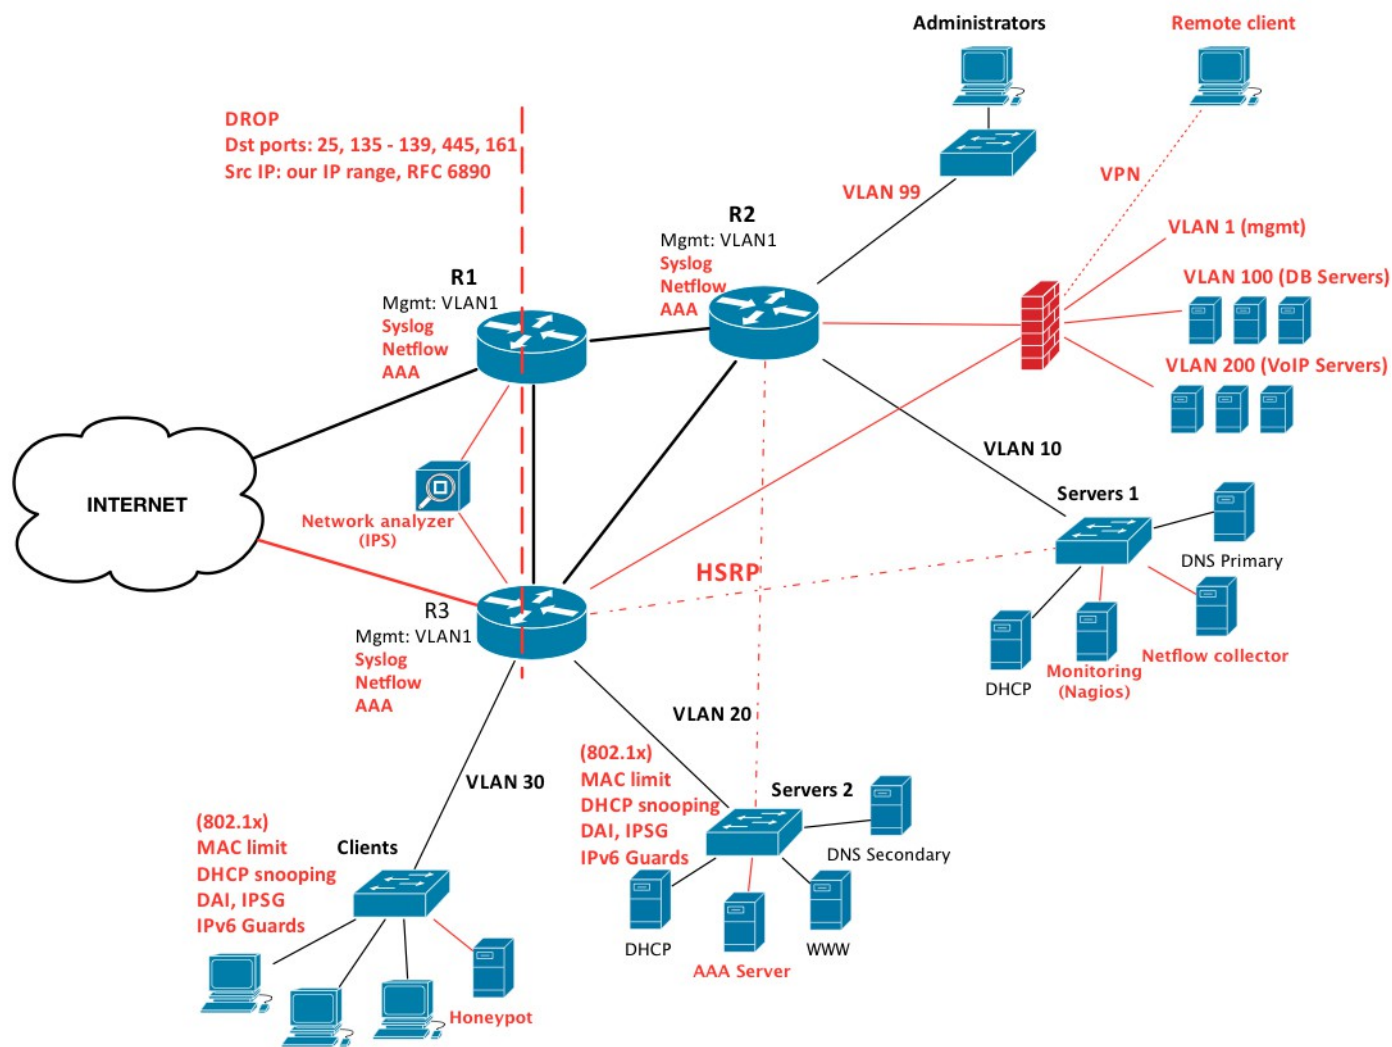 Administrators
Remote client
DROP
Dst ports: 25, 135 - 139, 445, 161
Src IP: our IP range, RFC 6890
VLAN 99
VPN
R2
Mgmt: VLAN1
Syslog
Netflow
AAA
VLAN 1 (mgmt)
VLAN 100 (DB Servers)
VLAN 200 (VoIP Servers)
R1
Mgmt: VLAN1
Syslog
Netflow
AAA
INTERNET
Network analyzer
(IPS)
VLAN 10
Servers 1
DNS Primary
HSRP
R3
Mgmt: VLAN1
Syslog
Netflow
AAA
DHCP
Monitoring
(Nagios)
Netflow collector
VLAN 20
VLAN 30
(802.1x)
MAC limit
DHCP snooping
DAI, IPSG
IPv6 Guards
Servers 2
DNS Secondary
DHCP
AAA Server
WWW
(802.1x)
MAC limit
DHCP snooping
DAI, IPSG
IPv6 Guards
Clients
Honeypot